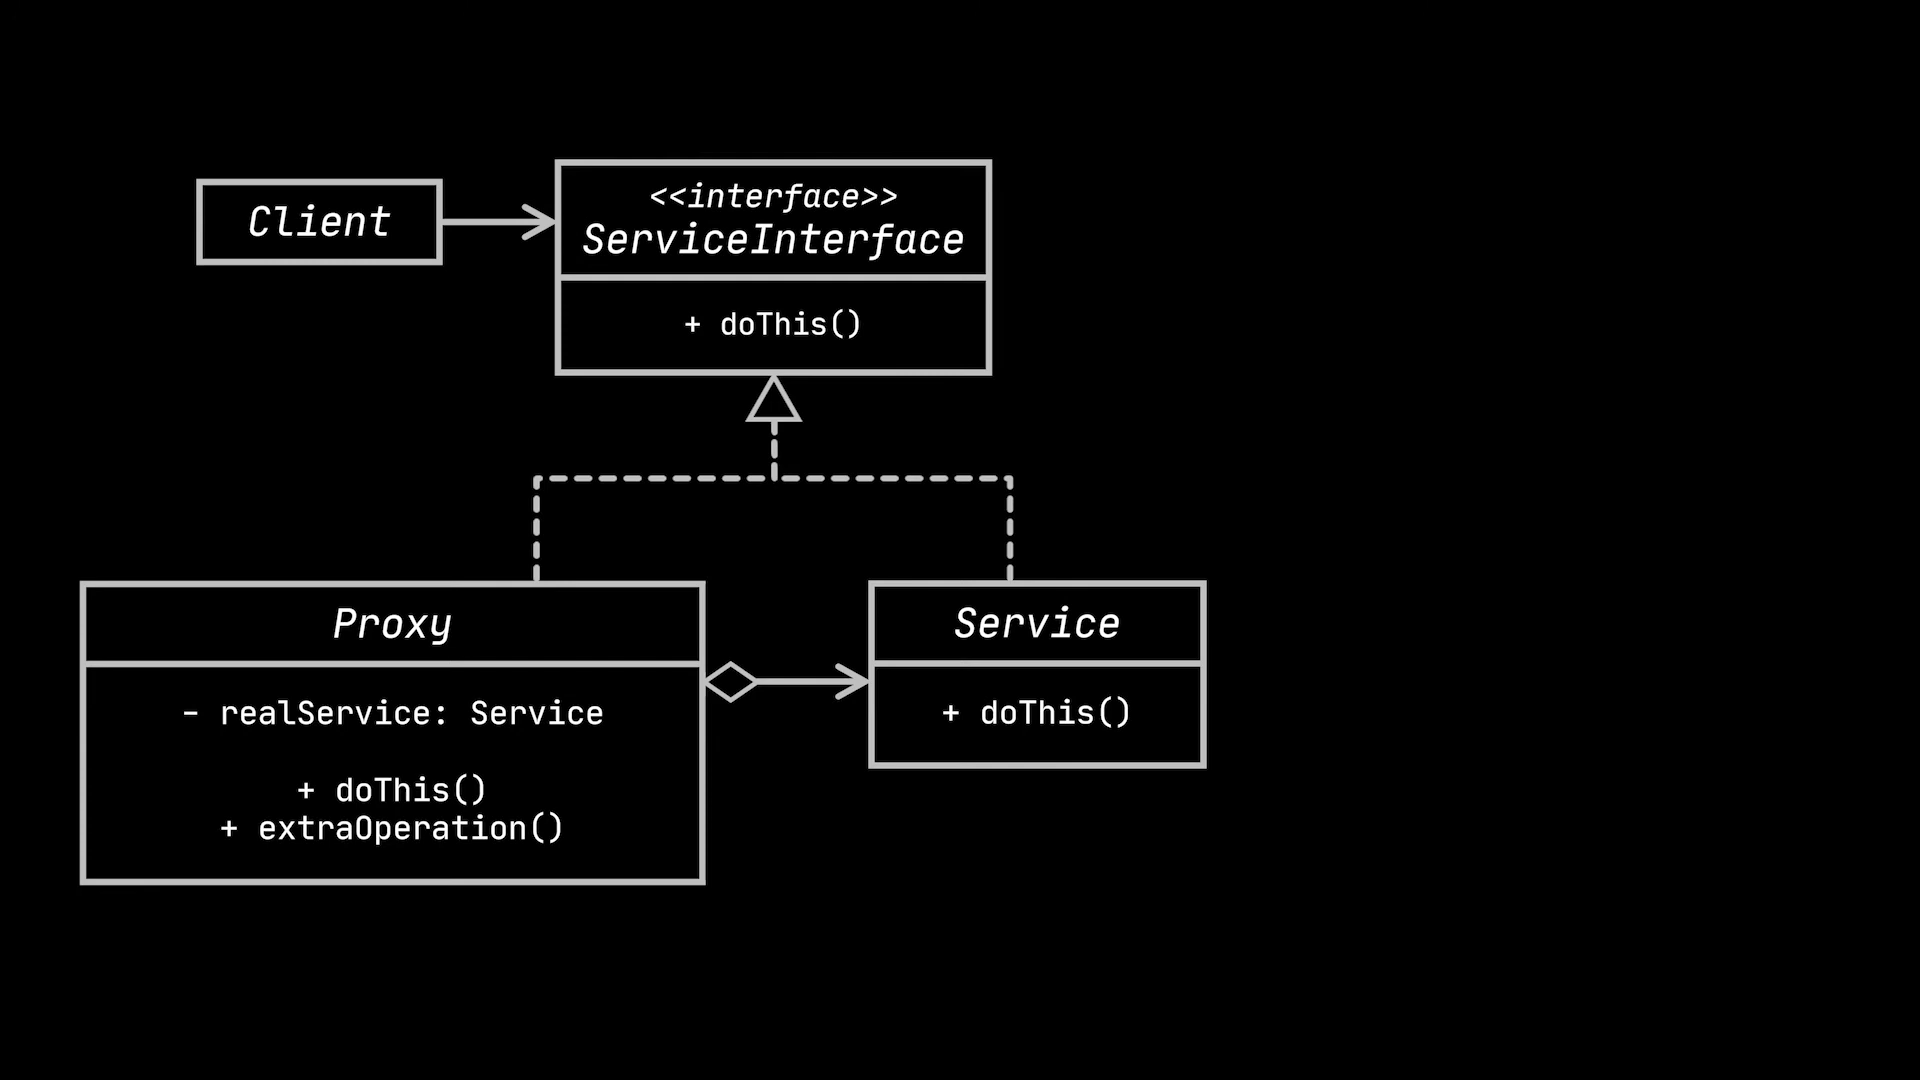 Client
<<interface>>
ServiceInterface
+ doThis()
Proxy
- realService: Service
+ doThis()
+ extraOperation()
Service
+ doThis()